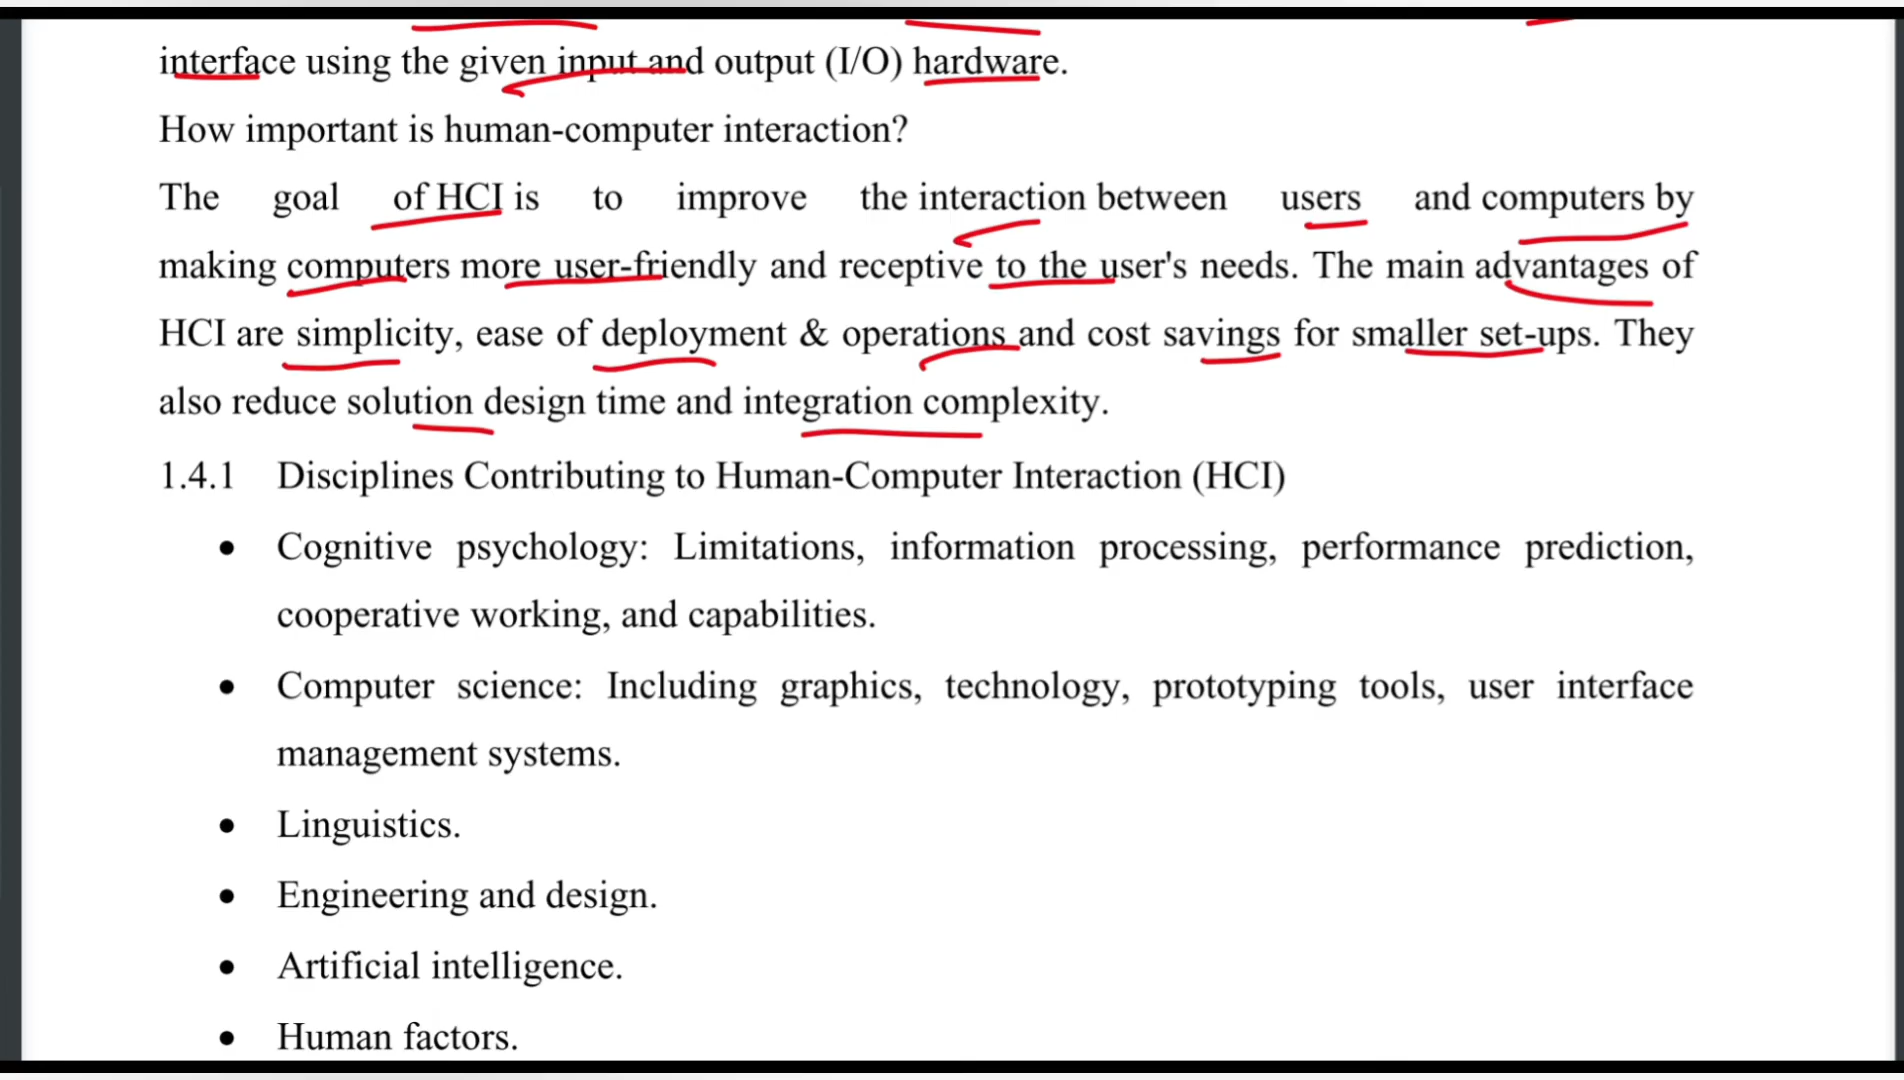 interface using the given input and output (I/O) hardware.
How important is human-computer interaction?
The goal of HCI is to improve the interaction between users and computers by
making computers more user-friendly and receptive to the user's needs. The main advantages of
HCI are simplicity, ease of deployment & operations and cost savings for smaller set-ups. They
also reduce solution design time and integration complexity.
1.4.1 Disciplines Contributing to Human-Computer Interaction (HCI)
• Cognitive psychology: Limitations, information processing, performance prediction,
cooperative working, and capabilities.
• Computer science: Including graphics, technology, prototyping tools, user interface
management systems.
• Linguistics.
• Engineering and design.
• Artificial intelligence.
• Human factors.